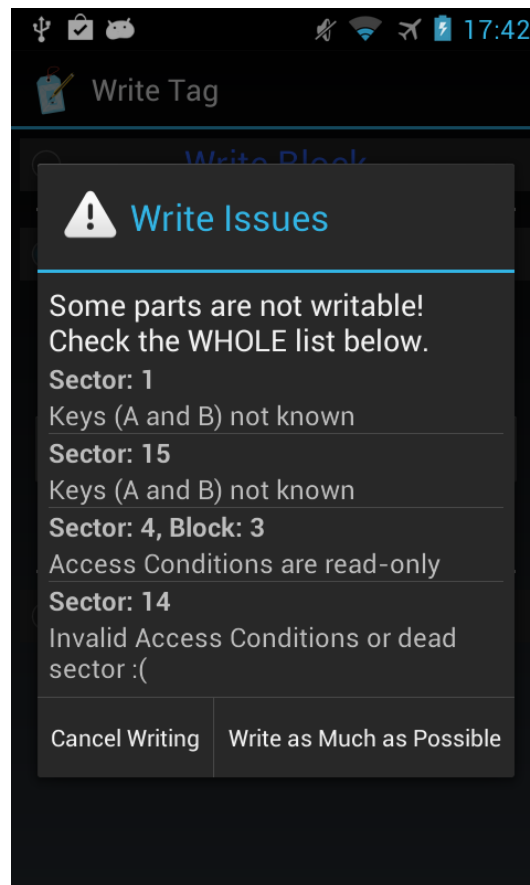 17:42
Write Tag
Write Block
Write Issues
Some parts are not writable!
Check the WHOLE list below.
Sector: 1
Keys (A and B) not known
Sector: 15
Keys (A and B) not known
Sector: 4, Block: 3
Access Conditions are read-only
Sector: 14
Invalid Access Conditions or dead
sector :(
Cancel Writing
Write as Much as Possible